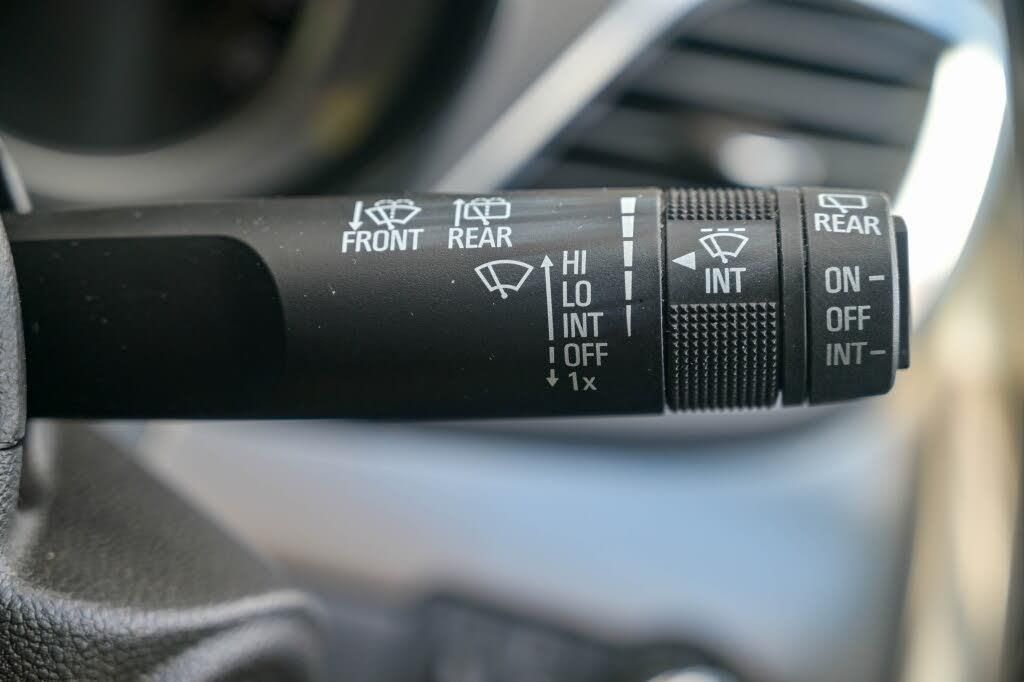 FRONT
REAR
HI
LO
INT
OFF
1x
INT
REAR
ON
OFF
INT